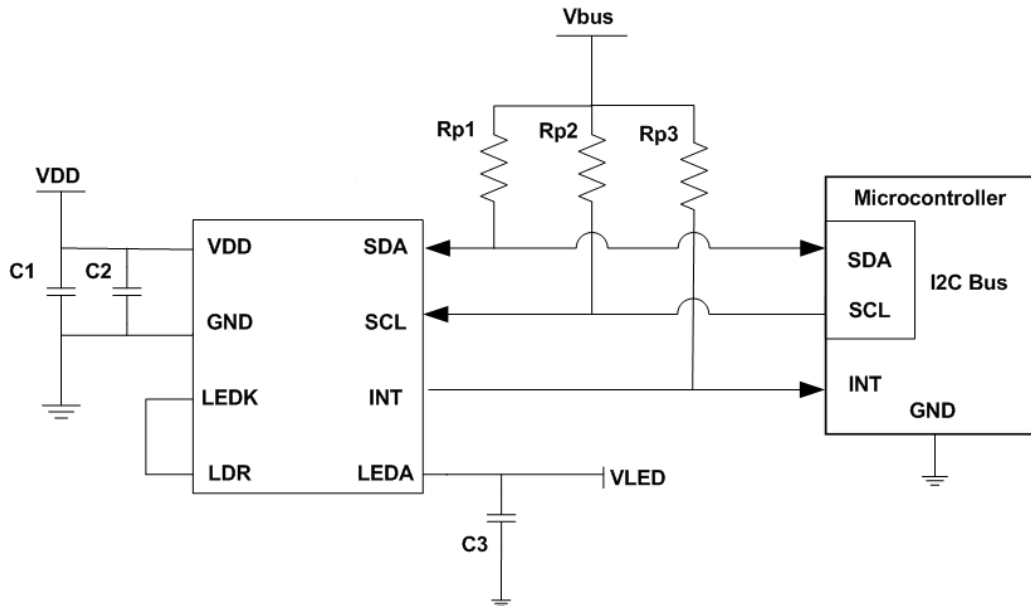 Vbus
Rp1 Rp2 Rp3
VDD
Microcontroller
VDD SDA
C1 C2
SDA
I2C Bus
GND SCL
SCL
LEDK INT
INT
GND
LDR LEDA
VLED
C3